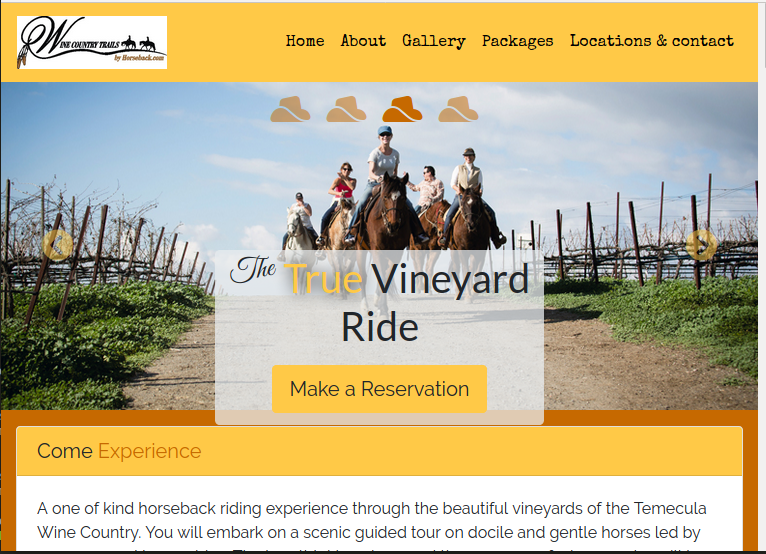 Wine Country Trails
by Horseback.com
Home About Gallery Packages Locations & contact
The True Vineyard
Ride
Make a Reservation
Come Experience
A one of kind horseback riding experience through the beautiful vineyards of the Temecula
Wine Country. You will embark on a scenic guided tour on docile and gentle horses led by